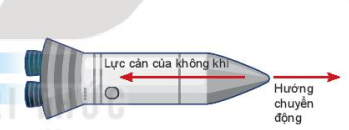 Lực cản của không khí
Hướng
chuyển
động